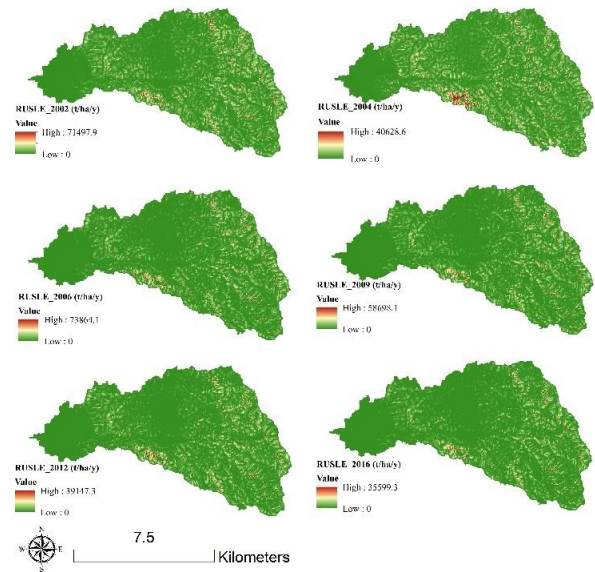 RUSLE_2002 (t/ha/y)
Value
High : 71497.9
Low : 0
RUSLE_2004 (t/ha/y)
Value
High : 40628.6
Low : 0
RUSLE_2006 (t/ha/y)
Value
High : 73864.1
Low : 0
RUSLE_2009 (t/ha/y)
Value
High : 58698.1
Low : 0
RUSLE_2012 (t/ha/y)
Value
High : 39147.3
Low : 0
RUSLE_2016 (t/ha/y)
Value
High : 35599.3
Low : 0
N
W E
S
7.5
Kilometers